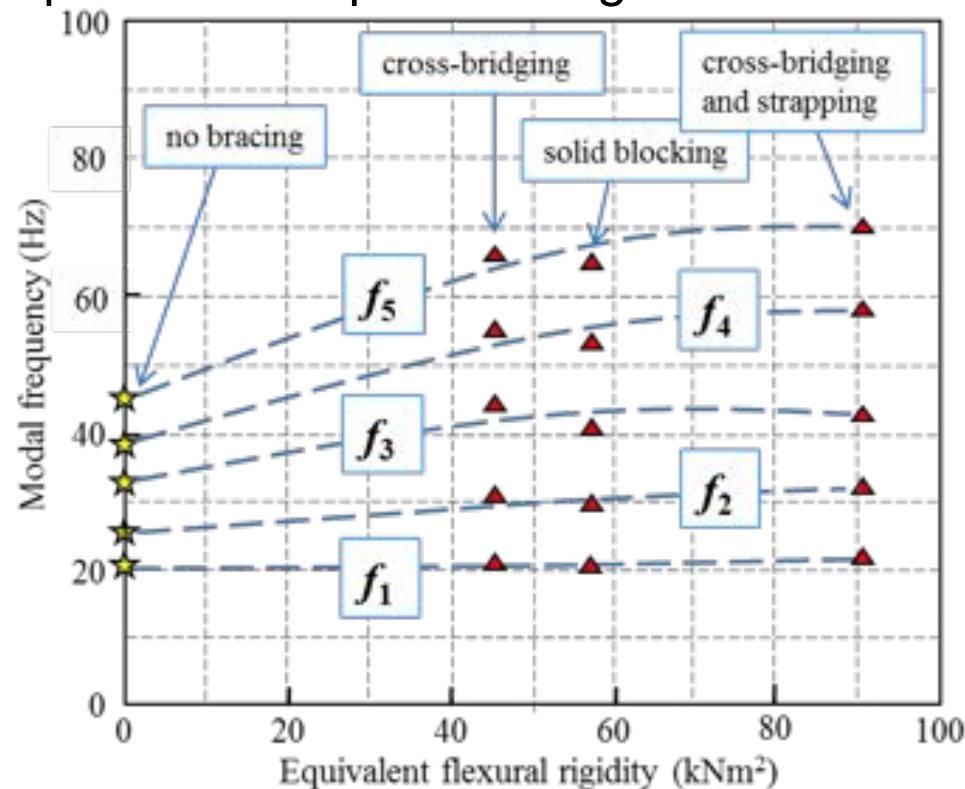 100
cross-bridging
cross-bridging
and strapping
no bracing
solid blocking
80
60
40
20
0
Modal frequency (Hz)
f5
f4
f3
f2
f1
0 20 40 60 80 100
Equivalent flexural rigidity (kNm²)